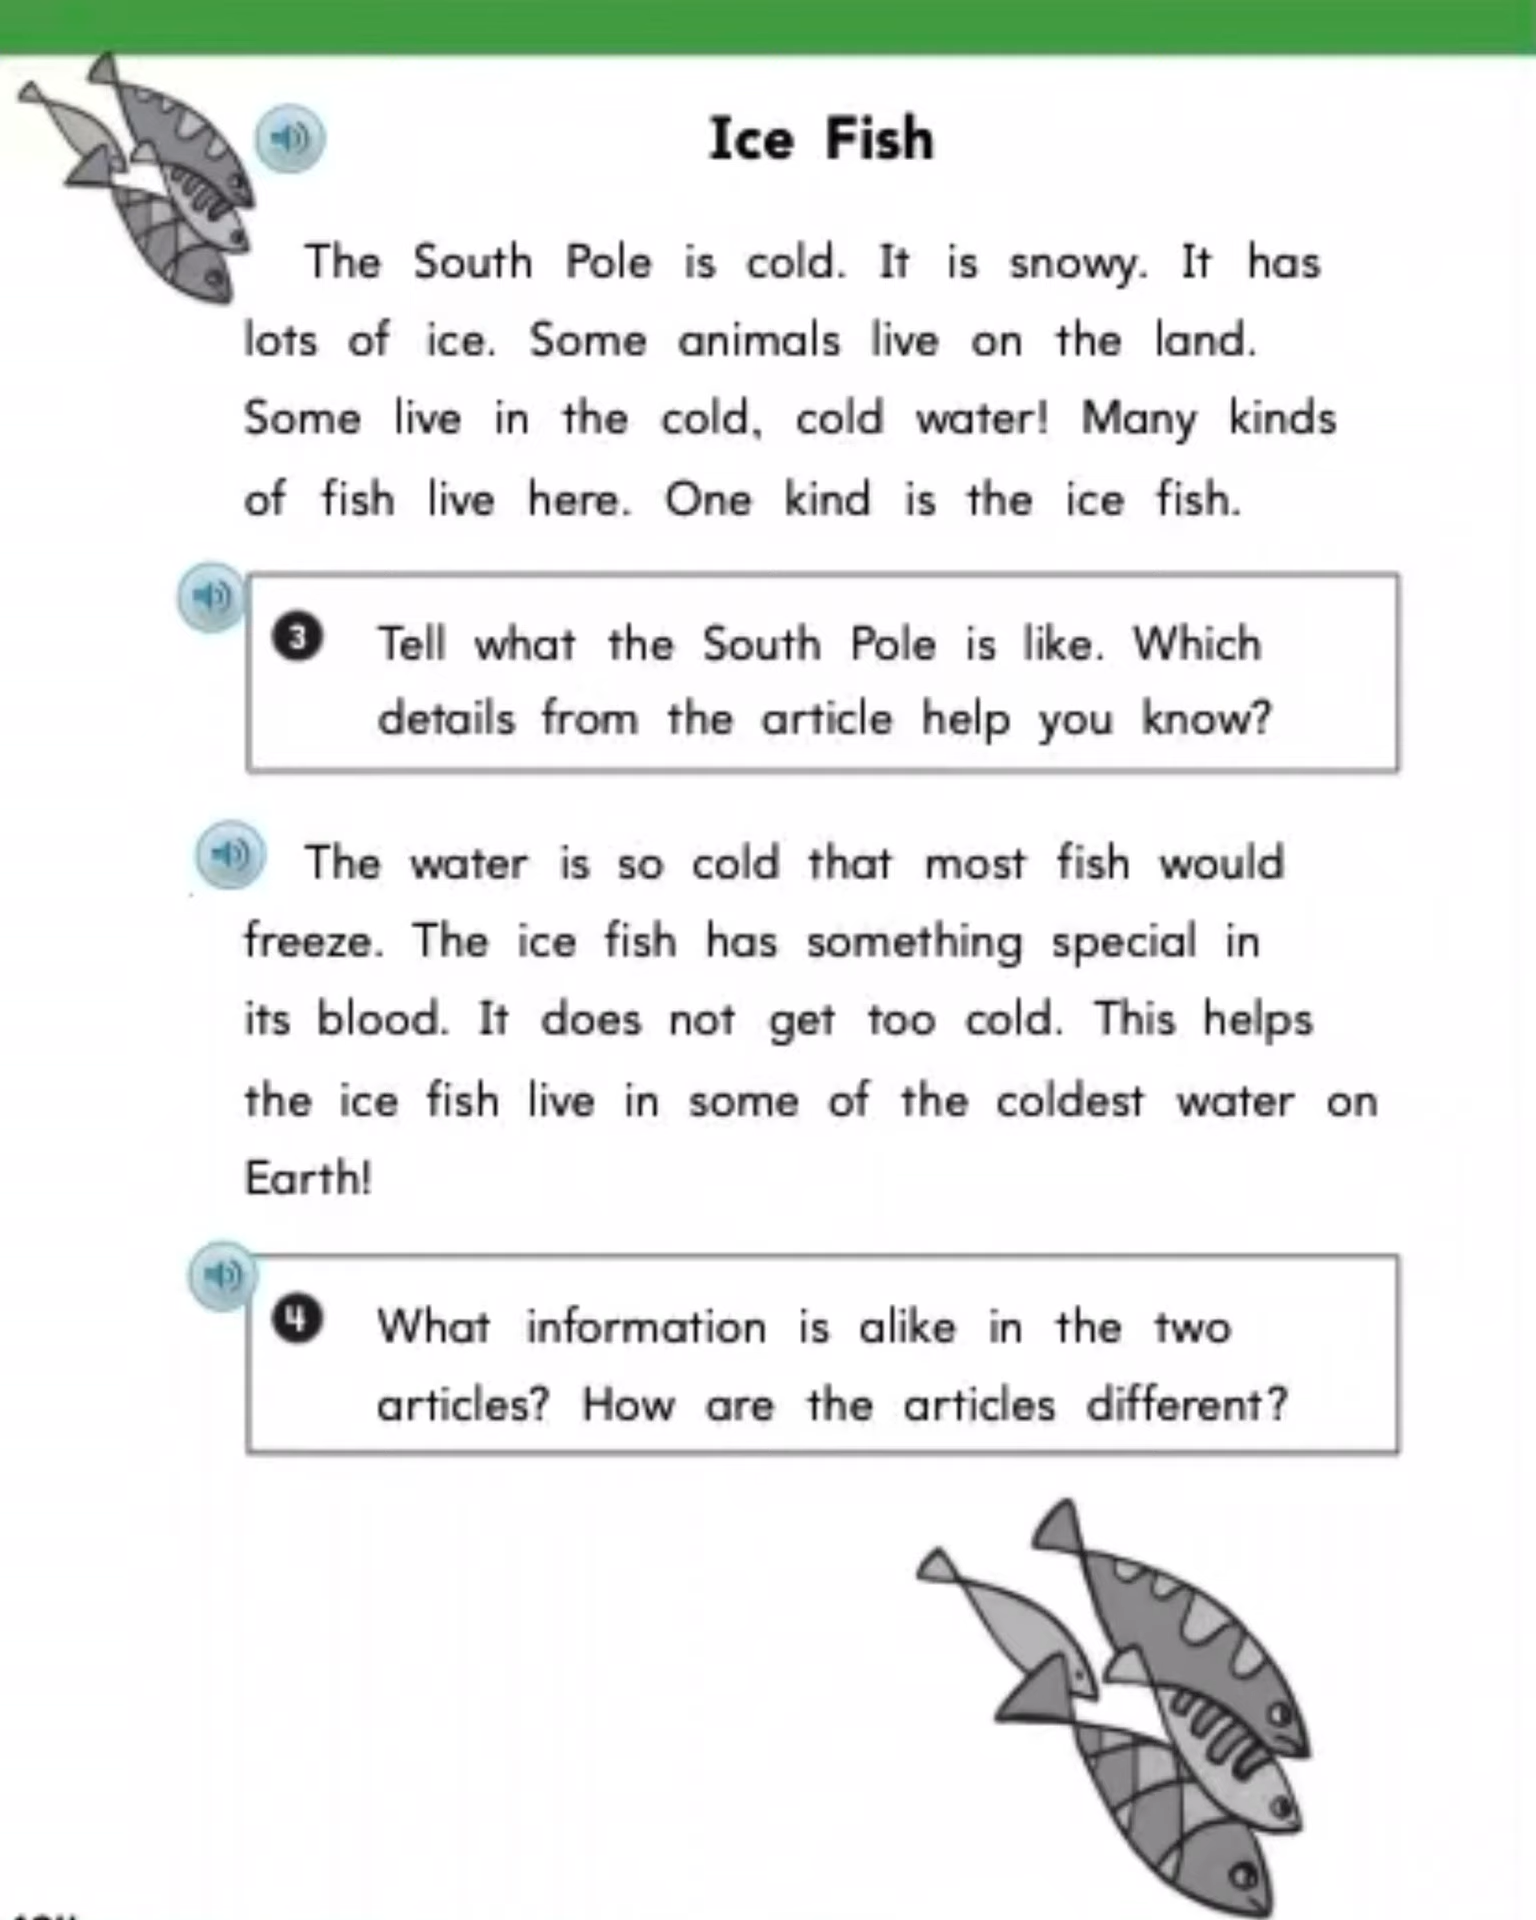 Ice Fish
The South Pole is cold. It is snowy. It has
lots of ice. Some animals live on the land.
Some live in the cold, cold water! Many kinds
of fish live here. One kind is the ice fish.
3 Tell what the South Pole is like. Which
details from the article help you know?
The water is so cold that most fish would
freeze. The ice fish has something special in
its blood. It does not get too cold. This helps
the ice fish live in some of the coldest water on
Earth!
4 What information is alike in the two
articles? How are the articles different?